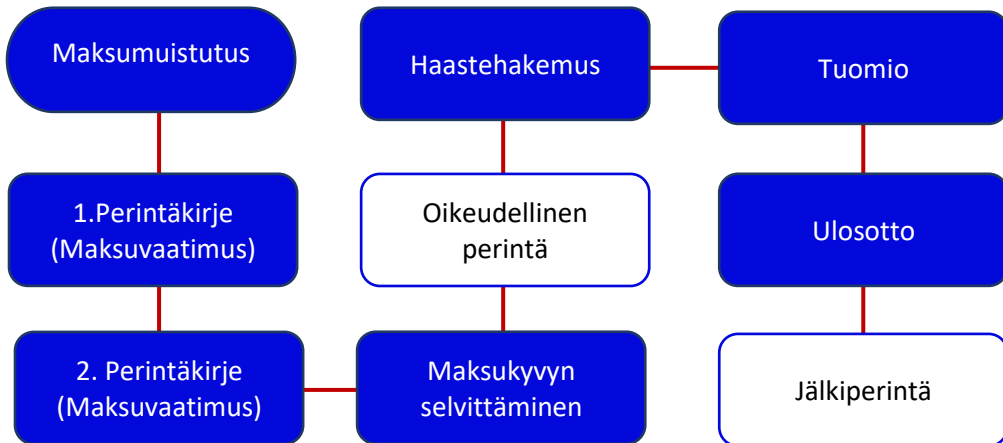 Maksumuistutus
1.Perintäkirje
(Maksuvaatimus)
2. Perintäkirje
(Maksuvaatimus)
Maksukyvyn
selvittäminen
Oikeudellinen
perintä
Haastehakemus
Tuomio
Ulosotto
Jälkiperintä